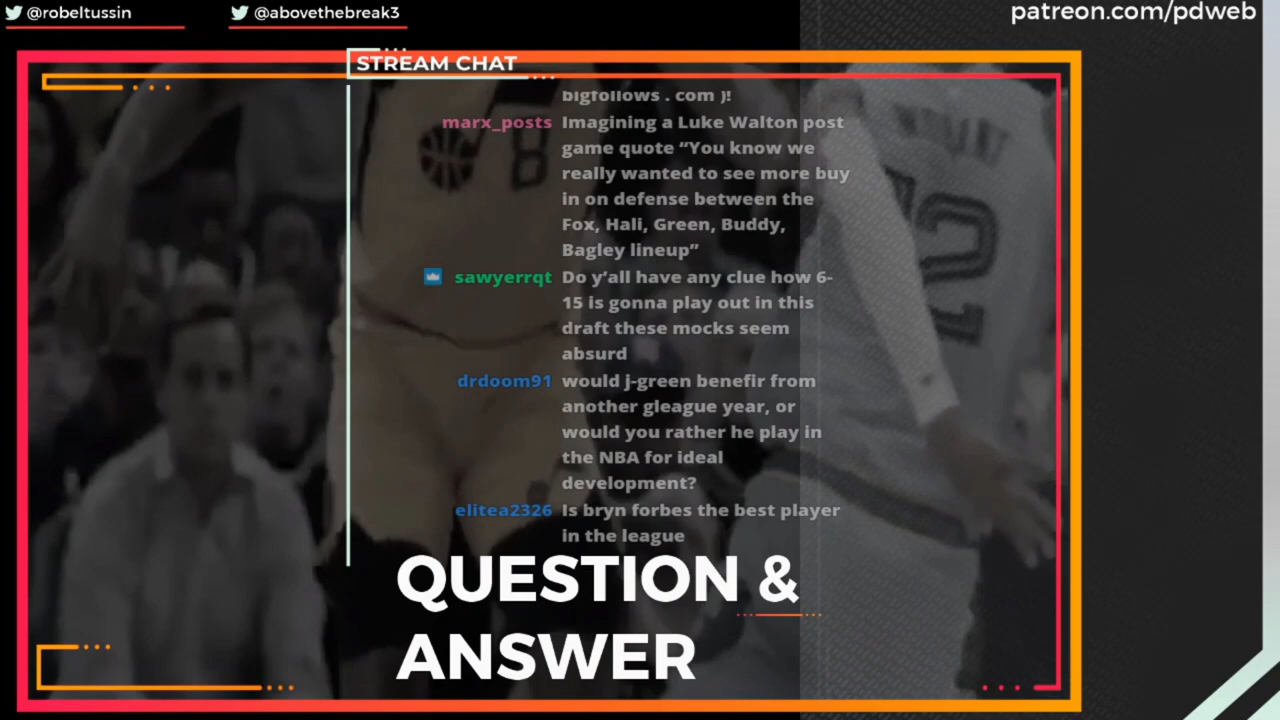 @robeltussin
@abovethebreak3
patreon.com/pdweb
STREAM CHAT
bigfollows . com )!
marx_posts Imagining a Luke Walton post
game quote “You know we
really wanted to see more buy
in on defense between the
Fox, Hali, Green, Buddy,
Bagley lineup”
sawyerrqt Do y’all have any clue how 6-
15 is gonna play out in this
draft these mocks seem
absurd
drdoom91 would j-green benefir from
another gleague year, or
would you rather he play in
the NBA for ideal
development?
elitea2326 Is bryn forbes the best player
in the league
QUESTION &
ANSWER
8
21